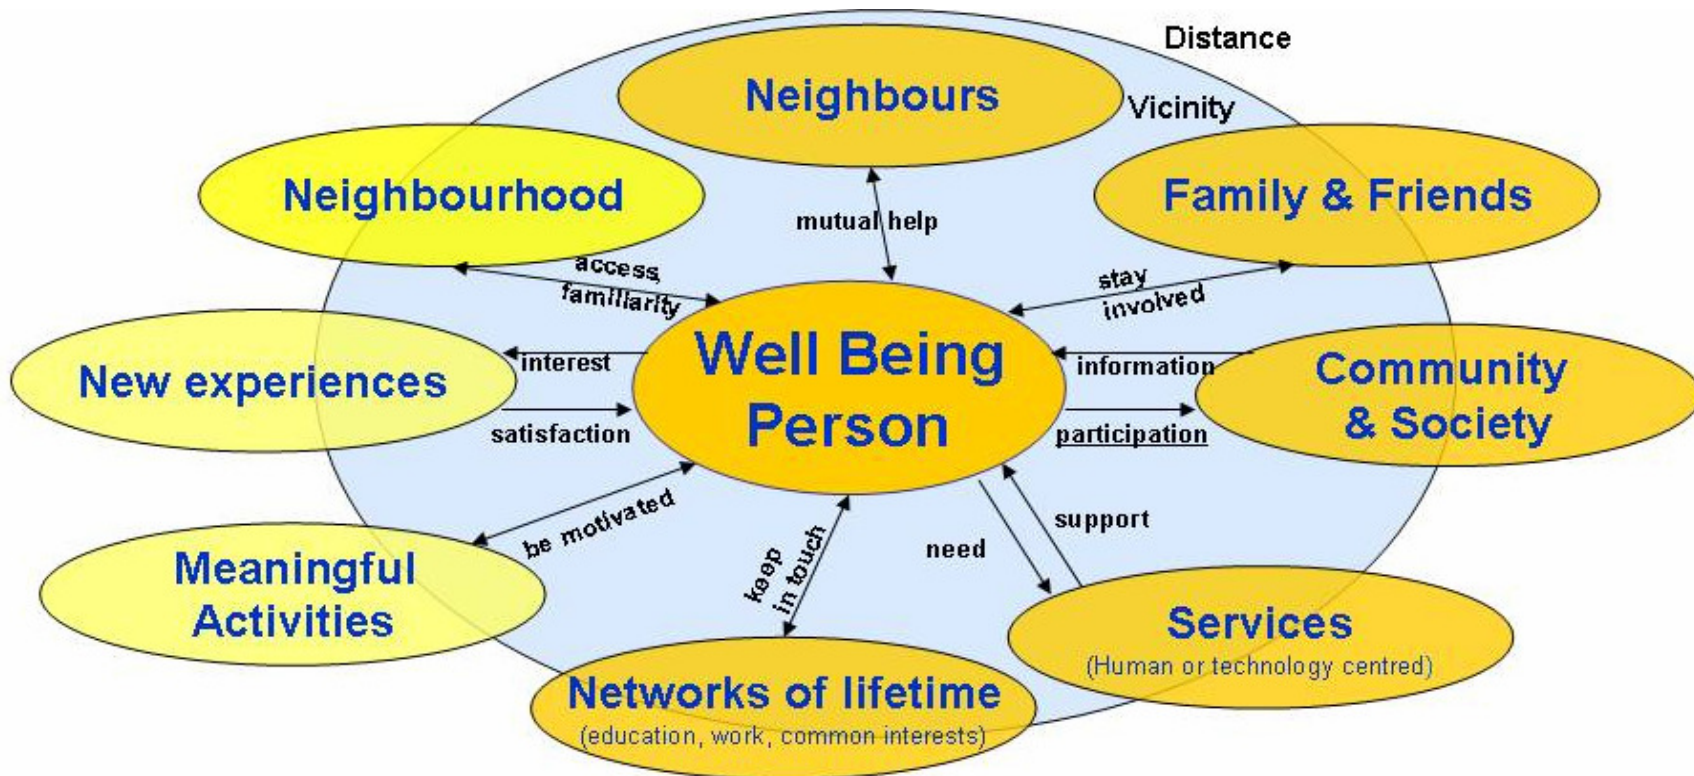 Distance
Neighbours
Vicinity
Neighbourhood
Family & Friends
mutual help
access,
familiarity
stay
involved
Well Being
Person
interest
information
New experiences
Community
& Society
satisfaction
participation
be motivated
support
need
keep
in touch
Meaningful
Activities
Services
(Human or technology centred)
Networks of lifetime
(education, work, common interests)